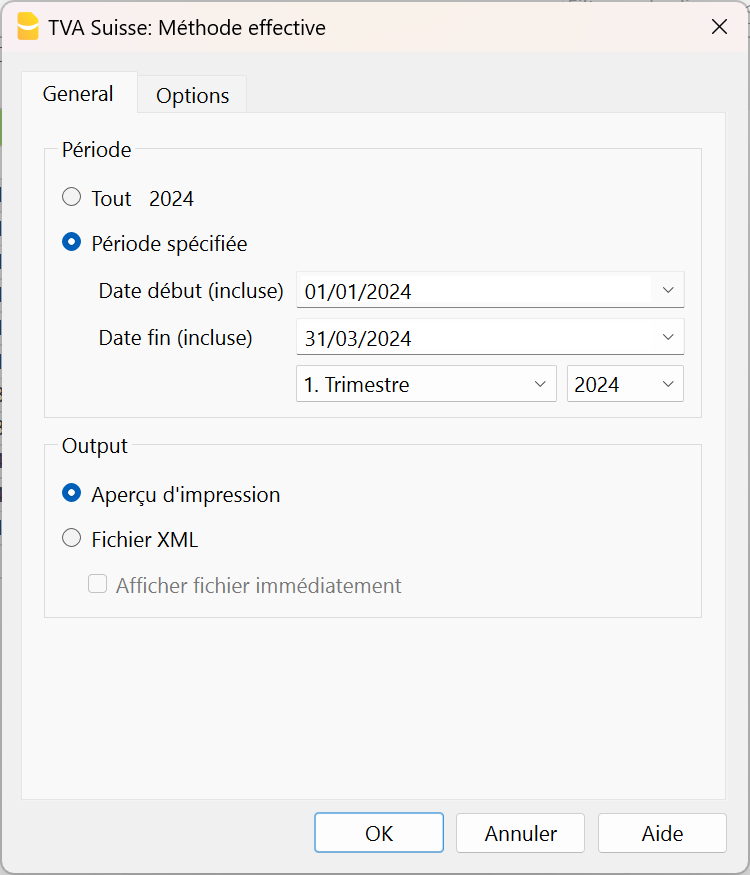 TVA Suisse: Méthode effective
General Options
Période
Tout 2024
Période spécifiée
Date début (incluse) 01/01/2024
Date fin (incluse) 31/03/2024
1. Trimestre 2024
Output
Aperçu d'impression
Fichier XML
Afficher fichier immédiatement
OK Annuler Aide